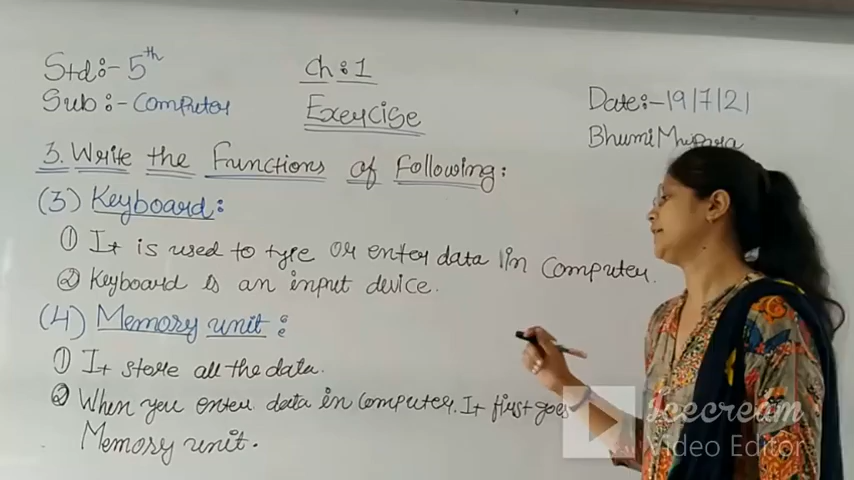 Std:- 5th
Sub:- Computer
Ch:1
Exercise
Date:- 19/7/21
Bhumi
3. Write the Functions of Following:
(3) Keyboard:
① It is used to type or enter data in computer.
② Keyboard is an input device.
(4) Memory unit:
① It store all the data.
② When you enter data in computer. It first goes
Memory unit.
Icecream
Video Editor